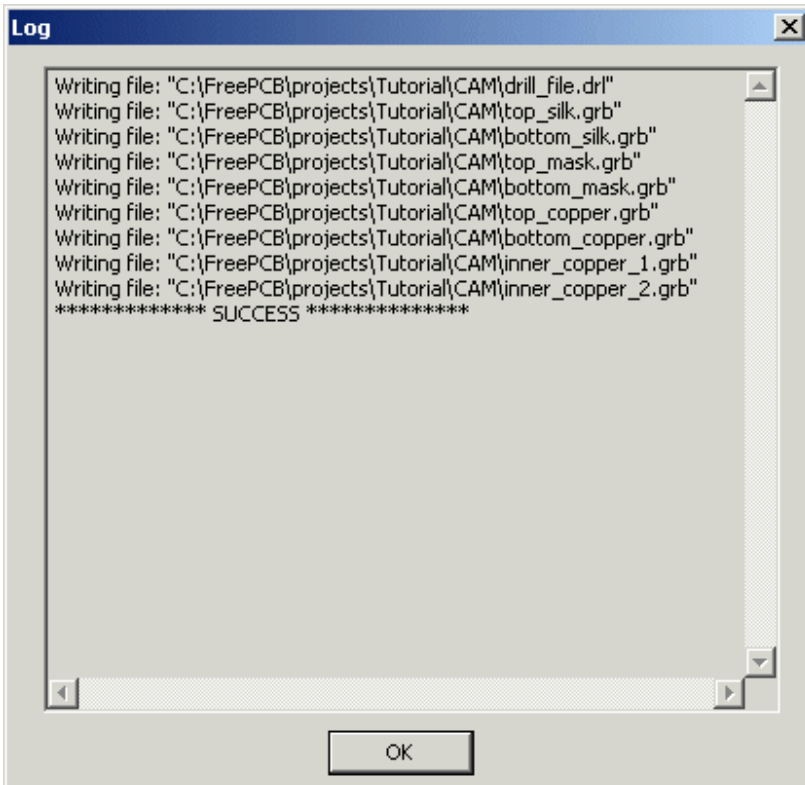 Log
Writing file: "C:\FreePCB\projects\Tutorial\CAM\drill_file.drl"
Writing file: "C:\FreePCB\projects\Tutorial\CAM\top_silk.grb"
Writing file: "C:\FreePCB\projects\Tutorial\CAM\bottom_silk.grb"
Writing file: "C:\FreePCB\projects\Tutorial\CAM\top_mask.grb"
Writing file: "C:\FreePCB\projects\Tutorial\CAM\bottom_mask.grb"
Writing file: "C:\FreePCB\projects\Tutorial\CAM\top_copper.grb"
Writing file: "C:\FreePCB\projects\Tutorial\CAM\bottom_copper.grb"
Writing file: "C:\FreePCB\projects\Tutorial\CAM\inner_copper_1.grb"
Writing file: "C:\FreePCB\projects\Tutorial\CAM\inner_copper_2.grb"
************* SUCCESS **************
OK